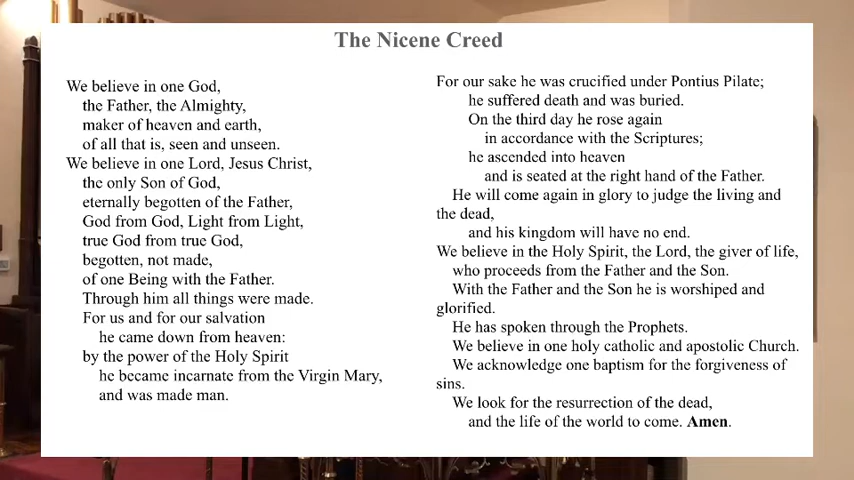 The Nicene Creed
We believe in one God,
the Father, the Almighty,
maker of heaven and earth,
of all that is, seen and unseen.
We believe in one Lord, Jesus Christ,
the only Son of God,
eternally begotten of the Father,
God from God, Light from Light,
true God from true God,
begotten, not made,
of one Being with the Father.
Through him all things were made.
For us and for our salvation
he came down from heaven:
by the power of the Holy Spirit
he became incarnate from the Virgin Mary,
and was made man.
For our sake he was crucified under Pontius Pilate;
he suffered death and was buried.
On the third day he rose again
in accordance with the Scriptures;
he ascended into heaven
and is seated at the right hand of the Father.
He will come again in glory to judge the living and
the dead,
and his kingdom will have no end.
We believe in the Holy Spirit, the Lord, the giver of life,
who proceeds from the Father and the Son.
With the Father and the Son he is worshiped and
glorified.
He has spoken through the Prophets.
We believe in one holy catholic and apostolic Church.
We acknowledge one baptism for the forgiveness of
sins.
We look for the resurrection of the dead,
and the life of the world to come. Amen.